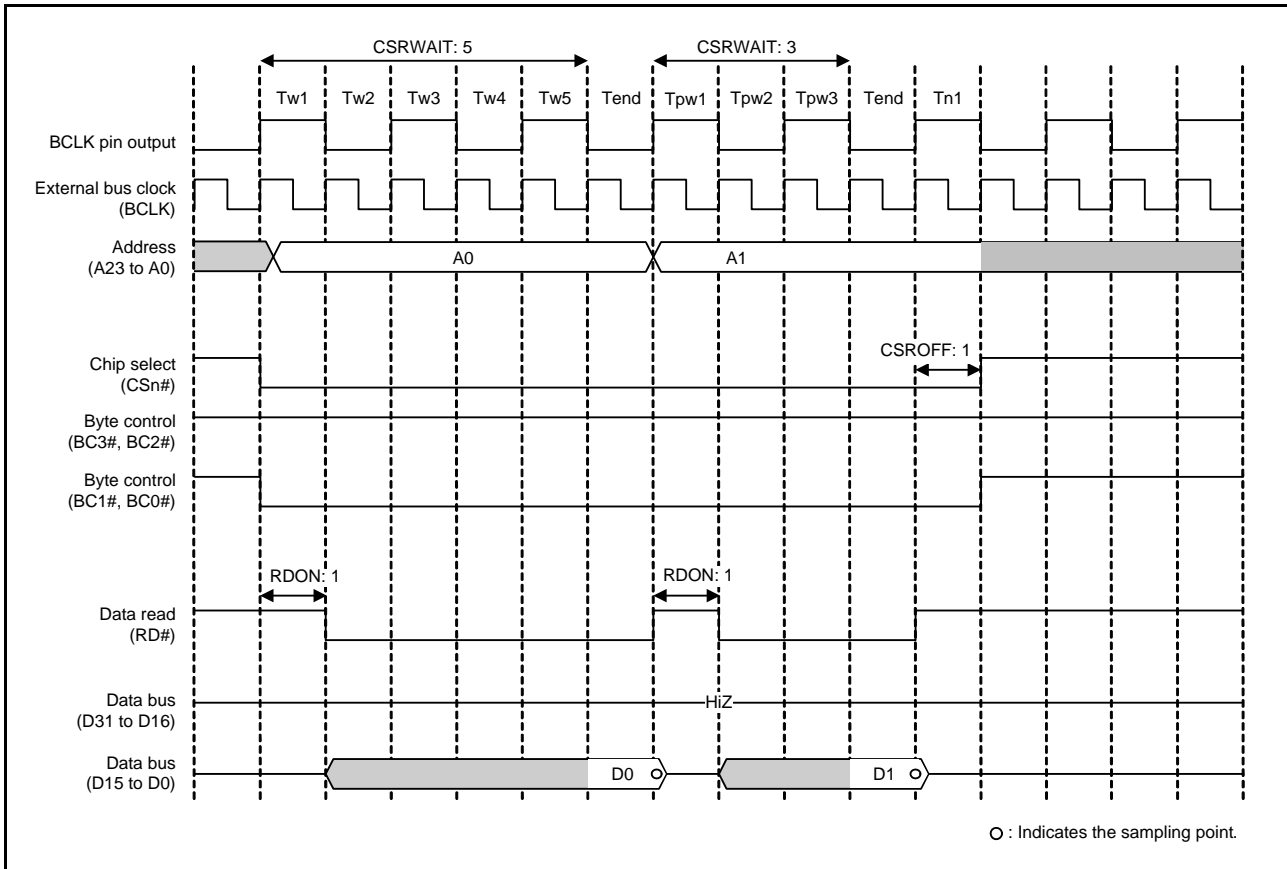 CSRWAIT: 5
CSRWAIT: 3
Tw1 Tw2 Tw3 Tw4 Tw5 Tend Tpw1 Tpw2 Tpw3 Tend Tn1
BCLK pin output
External bus clock
(BCLK)
Address
(A23 to A0)
A0
A1
CSROFF: 1
Chip select
(CSn#)
Byte control
(BC3#, BC2#)
Byte control
(BC1#, BC0#)
RDON: 1
RDON: 1
Data read
(RD#)
Data bus
(D31 to D16)
HiZ
Data bus
(D15 to D0)
D0
D1
: Indicates the sampling point.